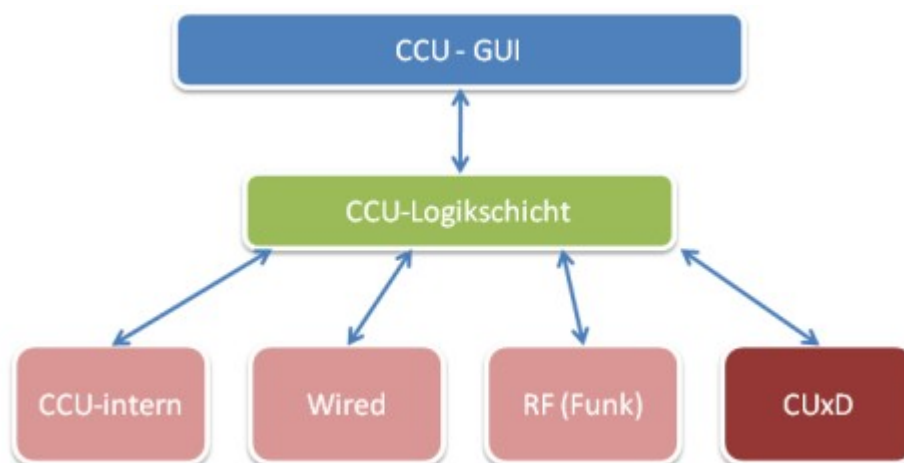 CCU - GUI
CCU-Logikschicht
CCU-intern
Wired
RF (Funk)
CUxD